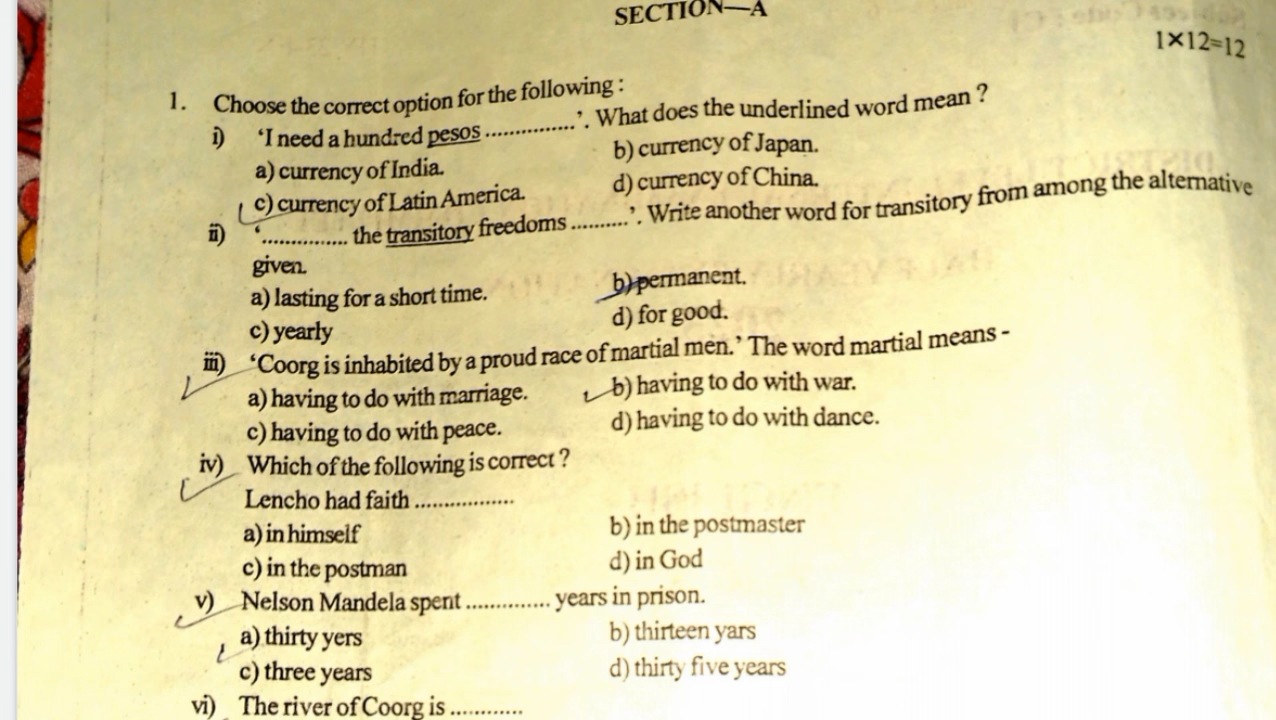 SECTION—A
1×12=12
1. Choose the correct option for the following :
i) ‘I need a hundred pesos ...............’. What does the underlined word mean ?
a) currency of India. b) currency of Japan.
c) currency of Latin America. d) currency of China.
ii) ‘............... the transitory freedoms ..........’. Write another word for transitory from among the alternative
given.
a) lasting for a short time. b) permanent.
c) yearly d) for good.
iii) ‘Coorg is inhabited by a proud race of martial men.’ The word martial means -
a) having to do with marriage. b) having to do with war.
c) having to do with peace. d) having to do with dance.
iv) Which of the following is correct ?
Lencho had faith .................
a) in himself b) in the postmaster
c) in the postman d) in God
v) Nelson Mandela spent .............. years in prison.
a) thirty yers b) thirteen yars
c) three years d) thirty five years
vi) The river of Coorg is ............